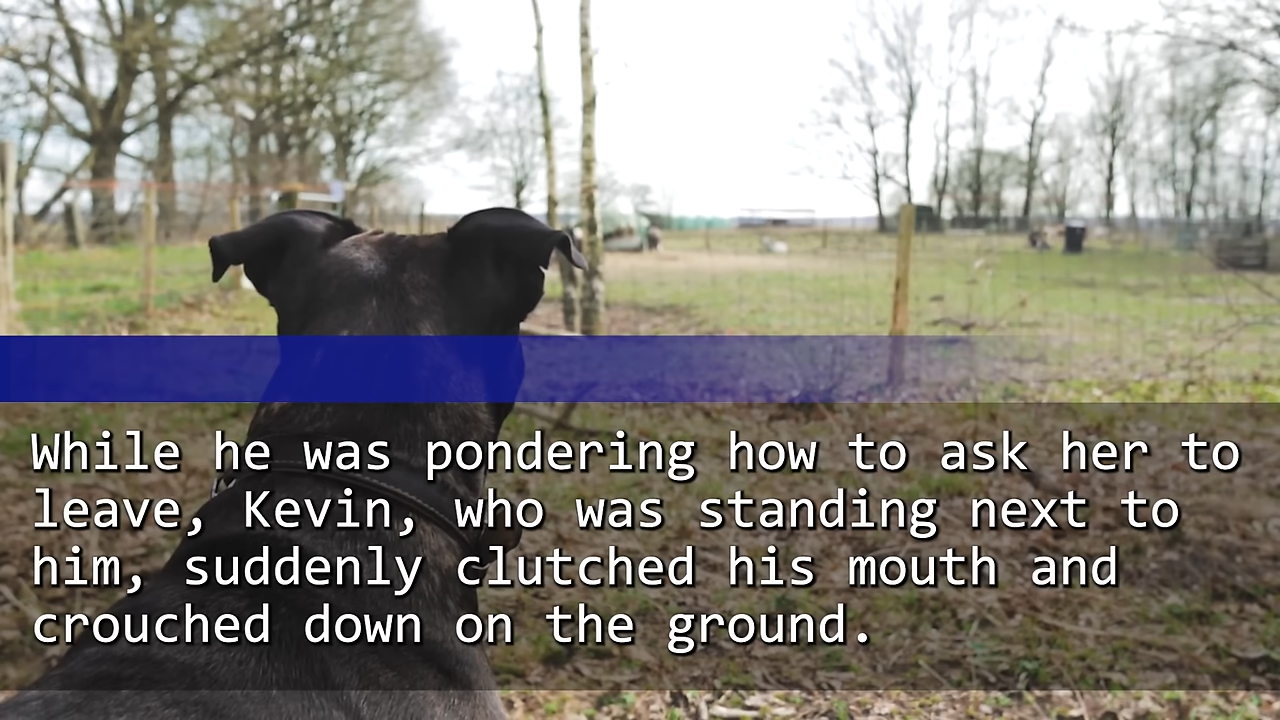 While he was pondering how to ask her to
leave, Kevin, who was standing next to
him, suddenly clutched his mouth and
crouched down on the ground.